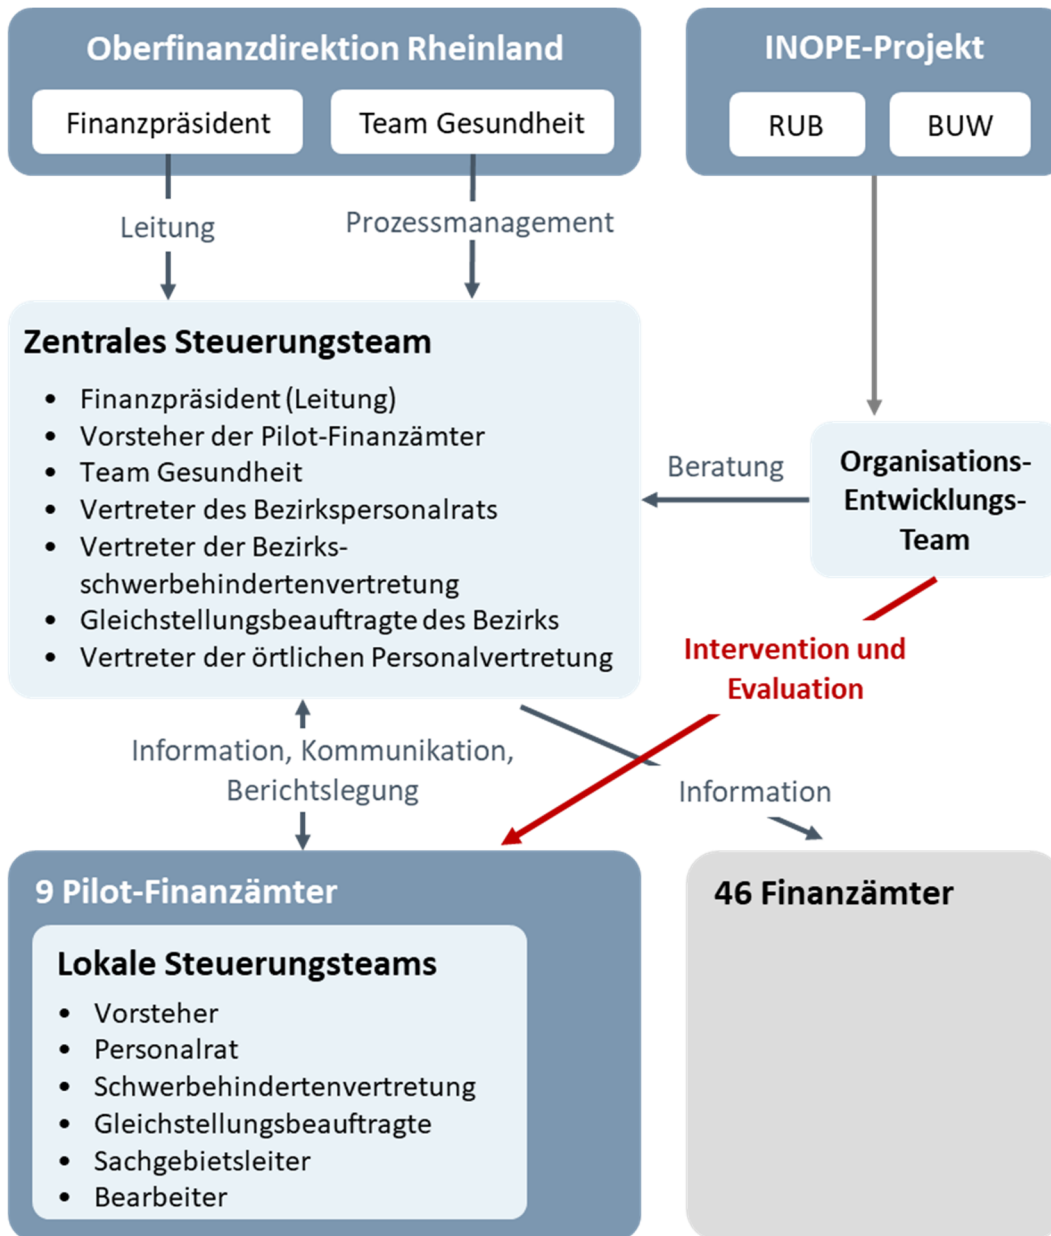 Oberfinanzdirektion Rheinland
Finanzpräsident
Team Gesundheit
INOPE-Projekt
RUB
BUW
Leitung
Prozessmanagement
Zentrales Steuerungsteam
• Finanzpräsident (Leitung)
• Vorsteher der Pilot-Finanzämter
• Team Gesundheit
• Vertreter des Bezirkspersonalrats
• Vertreter der Bezirks-
schwerbehindertenvertretung
• Gleichstellungsbeauftragte des Bezirks
• Vertreter der örtlichen Personalvertretung
Beratung
Organisations-
Entwicklungs-
Team
Intervention und
Evaluation
Information, Kommunikation,
Berichtslegung
Information
9 Pilot-Finanzämter
Lokale Steuerungsteams
• Vorsteher
• Personalrat
• Schwerbehindertenvertretung
• Gleichstellungsbeauftragte
• Sachgebietsleiter
• Bearbeiter
46 Finanzämter